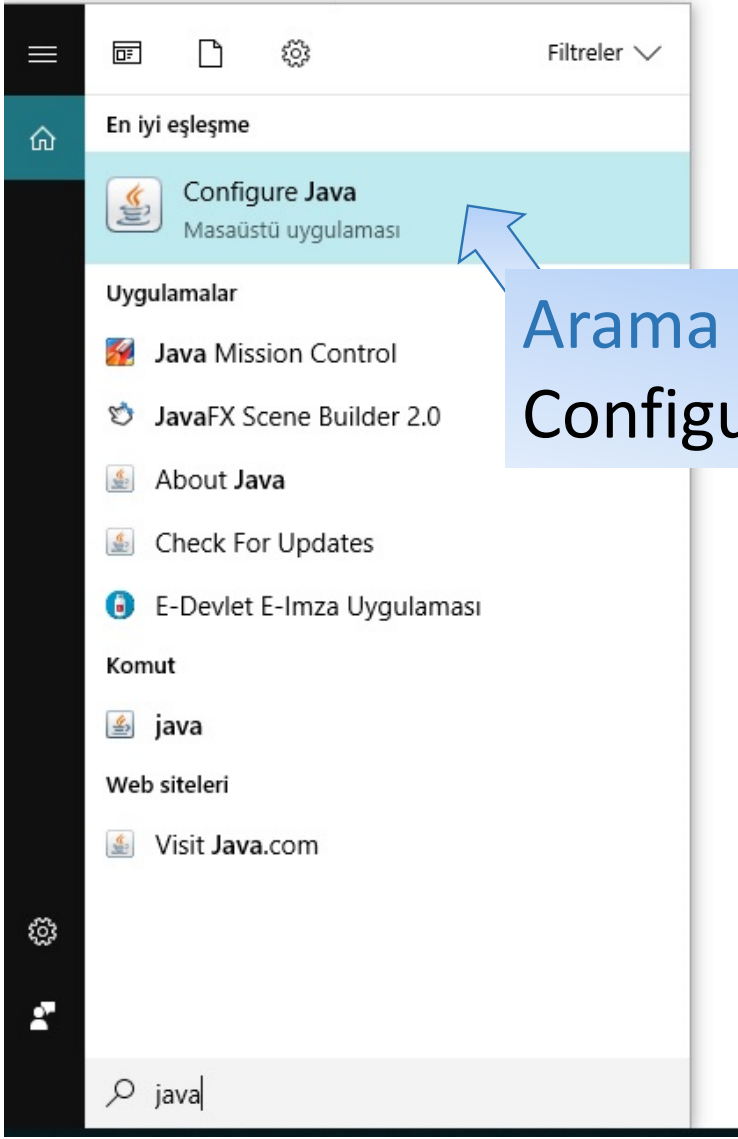 Filtreler
En iyi eşleşme
Configure Java
Masaüstü uygulaması
Arama
Uygulamalar
Java Mission Control
JavaFX Scene Builder 2.0
About Java
Check For Updates
E-Devlet E-Imza Uygulaması
Komut
java
Web siteleri
Visit Java.com
java